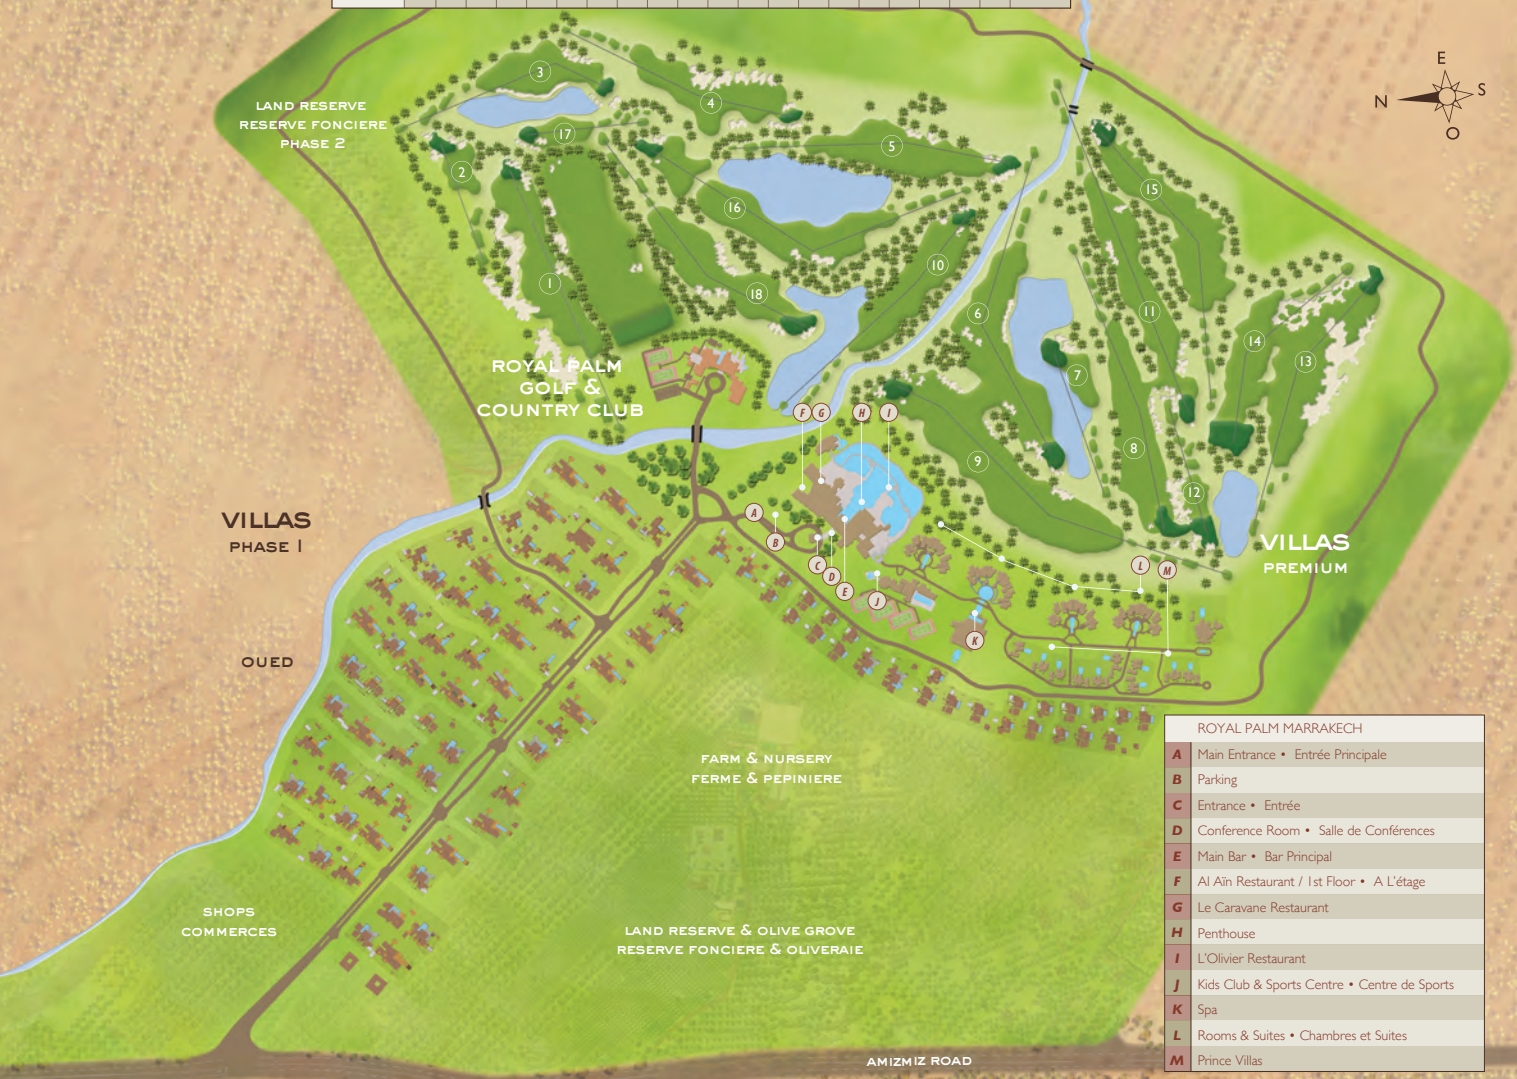 LAND RESERVE
RESERVE FONCIERE
PHASE 2
3
4
17
5
2
16
15
1
18
10
6
11
14
13
7
8
9
12
E
N
S
O
ROYAL PALM
GOLF &
COUNTRY CLUB
F
G
H
I
A
B
C
D
E
J
K
L
M
VILLAS
PHASE I
OUED
VILLAS
PREMIUM
FARM & NURSERY
FERME & PEPINIERE
SHOPS
COMMERCES
LAND RESERVE & OLIVE GROVE
RESERVE FONCIERE & OLIVERAIE
AMIZMIZ ROAD
ROYAL PALM MARRAKECH
A Main Entrance • Entrée Principale
B Parking
C Entrance • Entrée
D Conference Room • Salle de Conférences
E Main Bar • Bar Principal
F Al Aïn Restaurant / 1st Floor • A L'étage
G Le Caravane Restaurant
H Penthouse
I L'Olivier Restaurant
J Kids Club & Sports Centre • Centre de Sports
K Spa
L Rooms & Suites • Chambres et Suites
M Prince Villas